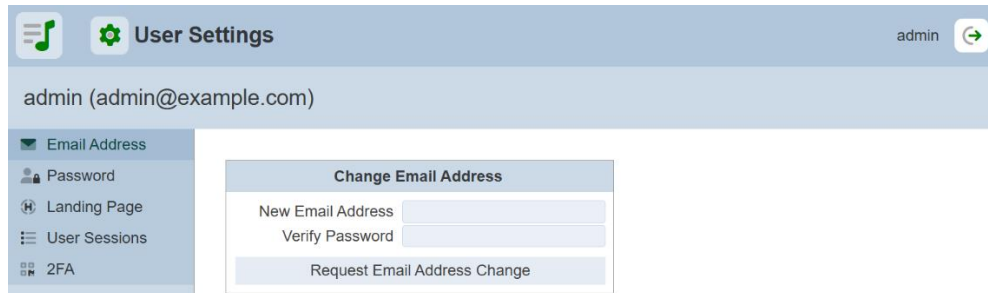 User Settings
admin
admin (admin@example.com)
Email Address
Password
Landing Page
User Sessions
2FA
Change Email Address
New Email Address
Verify Password
Request Email Address Change